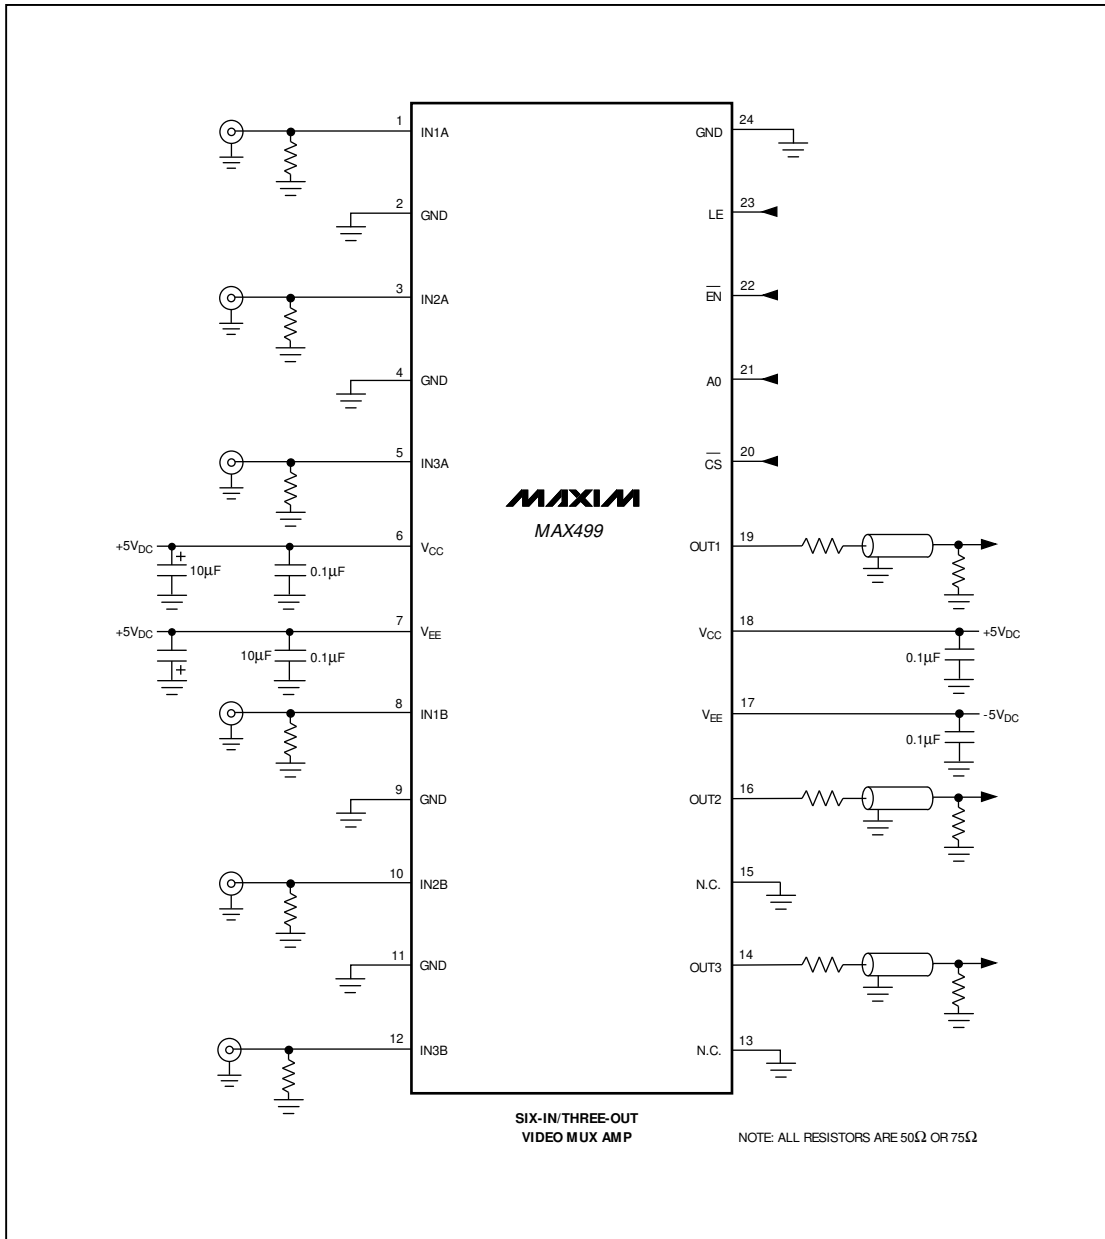 1 IN1A
2 GND
3 IN2A
4 GND
5 IN3A
+5VDC 6 VCC
+ 10µF 0.1µF
+5VDC 7 VEE
+ 10µF 0.1µF
8 IN1B
9 GND
10 IN2B
11 GND
12 IN3B
MAXIM
MAX499
GND 24
LE 23
EN 22
A0 21
CS 20
OUT1 19
VCC 18 +5VDC
0.1µF
VEE 17 -5VDC
0.1µF
OUT2 16
N.C. 15
OUT3 14
N.C. 13
SIX-IN/THREE-OUT
VIDEO MUX AMP
NOTE: ALL RESISTORS ARE 50Ω OR 75Ω